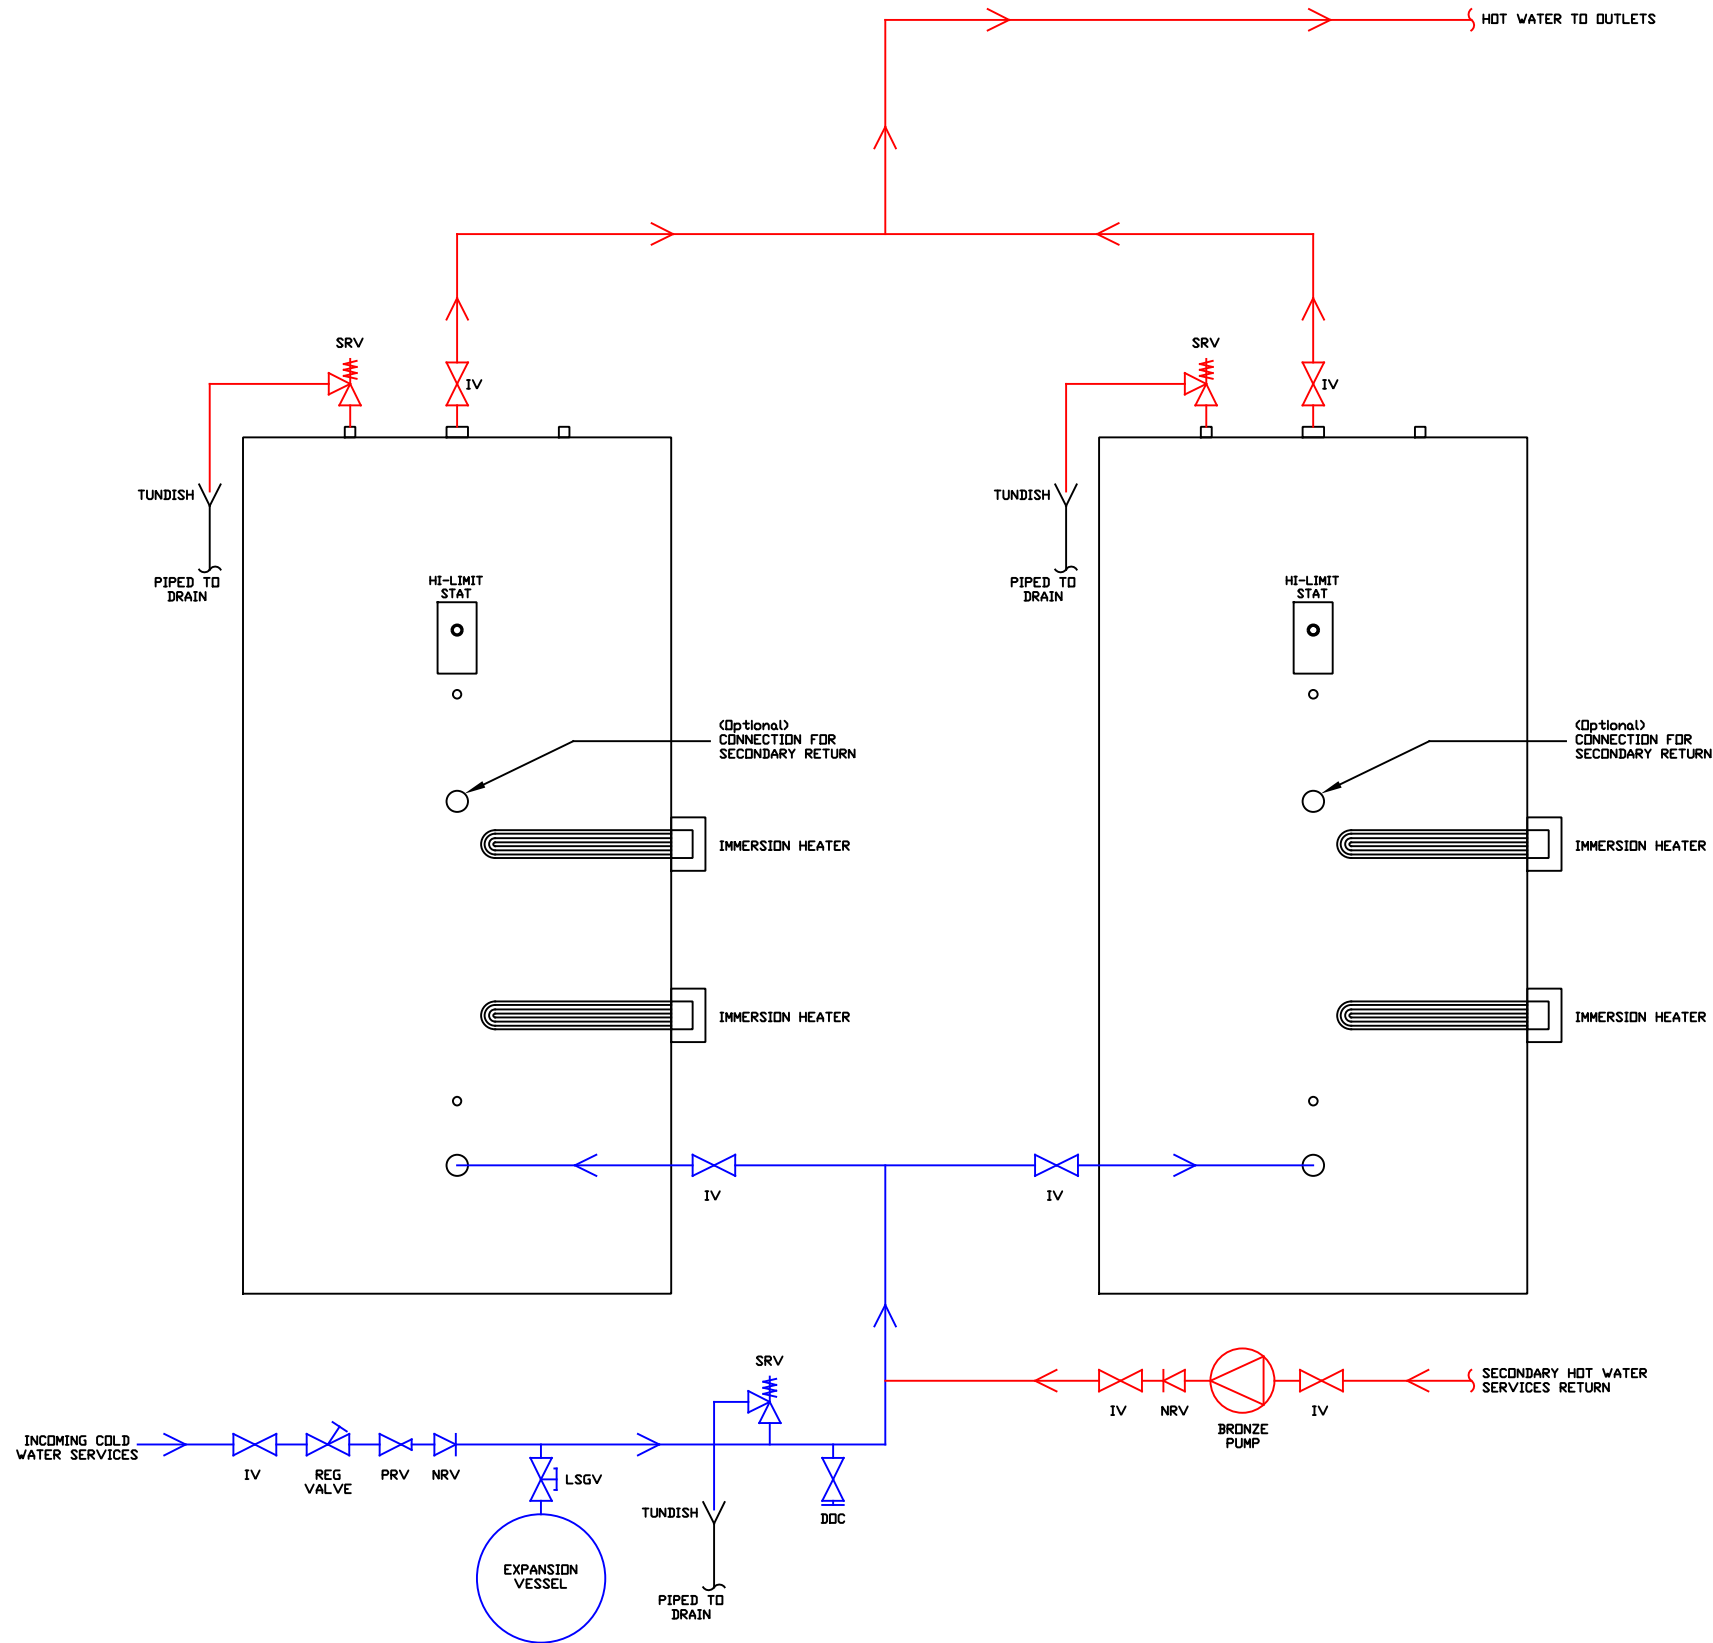 HOT WATER TO OUTLETS
SRV
IV
SRV
IV
TUNDISH
TUNDISH
PIPED TO
DRAIN
HI-LIMIT
STAT
PIPED TO
DRAIN
HI-LIMIT
STAT
(Optional)
CONNECTION FOR
SECONDARY RETURN
(Optional)
CONNECTION FOR
SECONDARY RETURN
IMMERSION HEATER
IMMERSION HEATER
IMMERSION HEATER
IMMERSION HEATER
IV
IV
SRV
SECONDARY HOT WATER
SERVICES RETURN
IV
NRV
IV
BRONZE
PUMP
INCOMING COLD
WATER SERVICES
IV
REG
VALVE
PRV
NRV
LSGV
TUNDISH
DOC
EXPANSION
VESSEL
PIPED TO
DRAIN